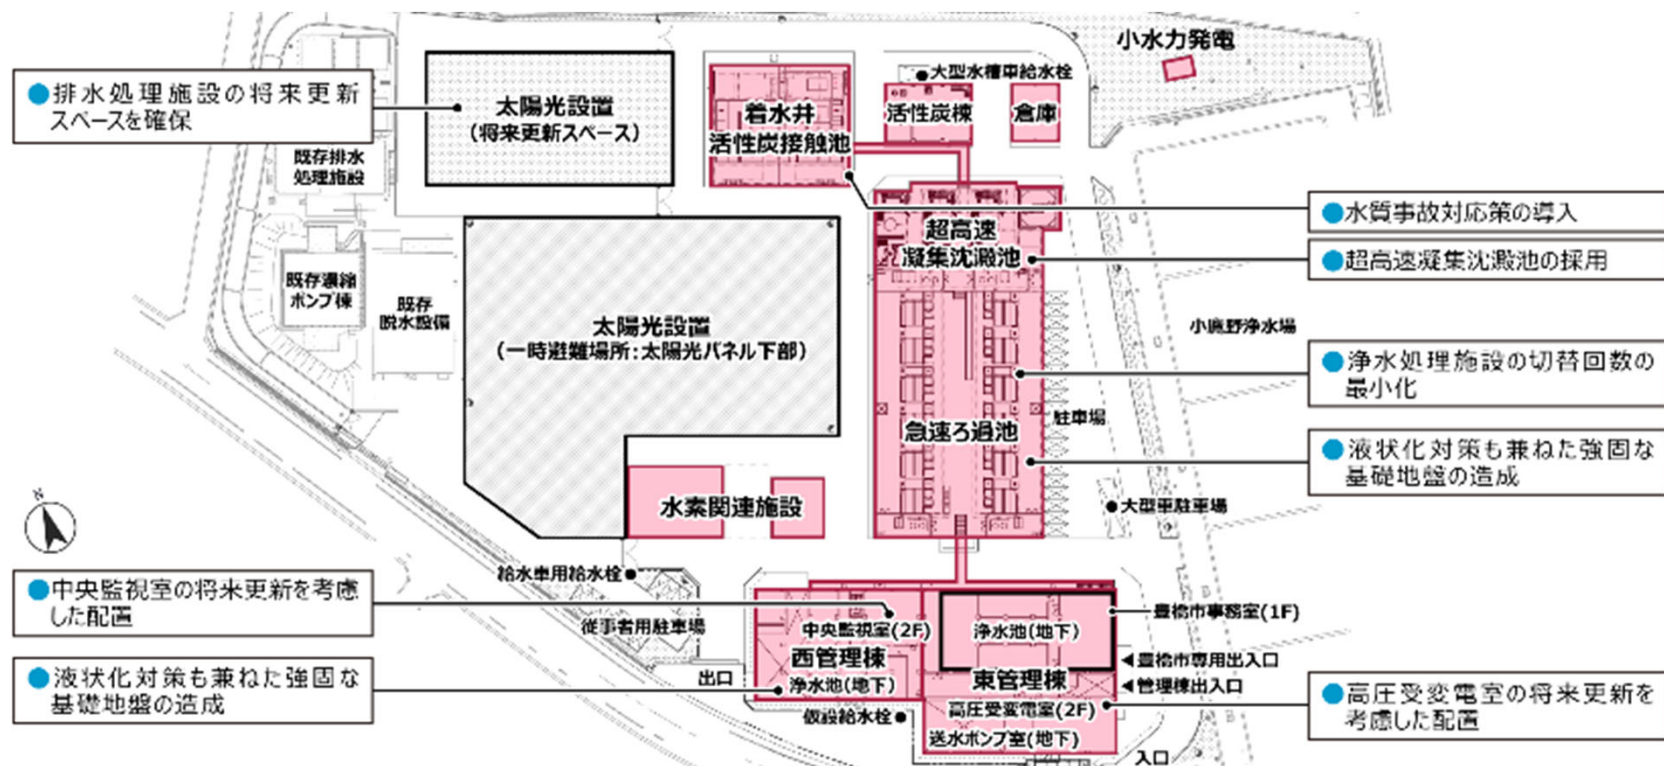 小水力発電
●大型水槽車給水栓
●排水処理施設の将来更新
スペースを確保
太陽光設置
(将来更新スペース)
着水井
活性炭接触池
活性炭棟
倉庫
既存排水
処理施設
●水質事故対応策の導入
超高速
凝集沈澱池
●超高速凝集沈澱池の採用
既存濃縮
ポンプ棟
既存
脱水設備
太陽光設置
(一時避難場所:太陽光パネル下部)
小鷹野浄水場
●浄水処理施設の切替回数の
最小化
駐車場
急速ろ過池
●液状化対策も兼ねた強固な
基礎地盤の造成
水素関連施設
●大型車駐車場
N
給水車用給水栓●
●中央監視室の将来更新を考慮
した配置
従事者用駐車場
中央監視室(2F)
浄水池(地下)
豊橋市事務室(1F)
西管理棟
東管理棟
◀豊橋市専用出入口
◀管理棟出入口
●液状化対策も兼ねた強固な
基礎地盤の造成
出口
浄水池(地下)
高圧受変電室(2F)
●高圧受変電室の将来更新を
考慮した配置
仮設給水栓●
送水ポンプ室(地下)
入口